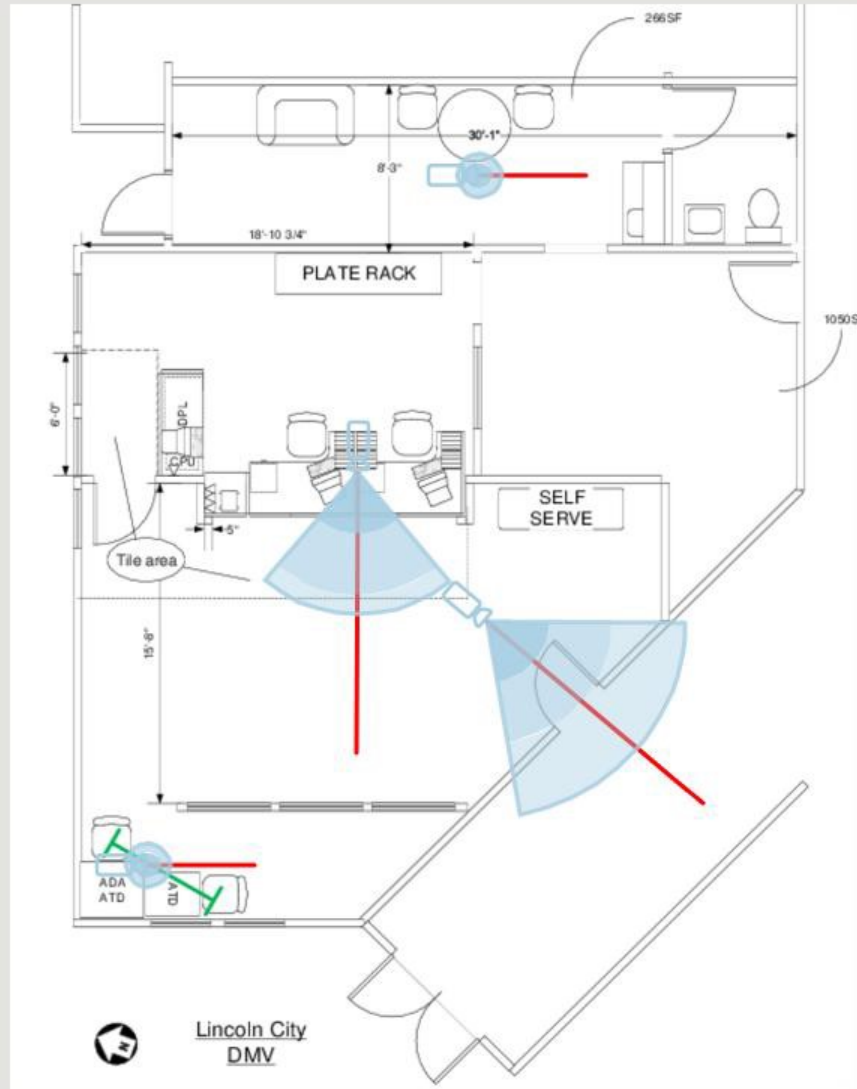 266SF
30'-1"
8'-3"
18'-10 3/4"
PLATE RACK
1050S
6'-0"
DPL
CPU
SELF
SERVE
5"
Tile area
15'-8"
ADA
ATD
ATD
N
Lincoln City
DMV